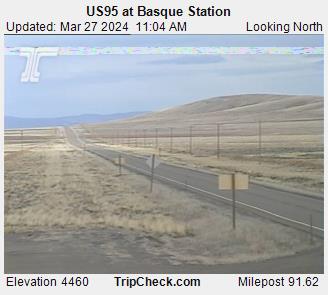 US95 at Basque Station
Updated: Mar 27 2024 11:04 AM Looking North
Elevation 4460 TripCheck.com Milepost 91.62